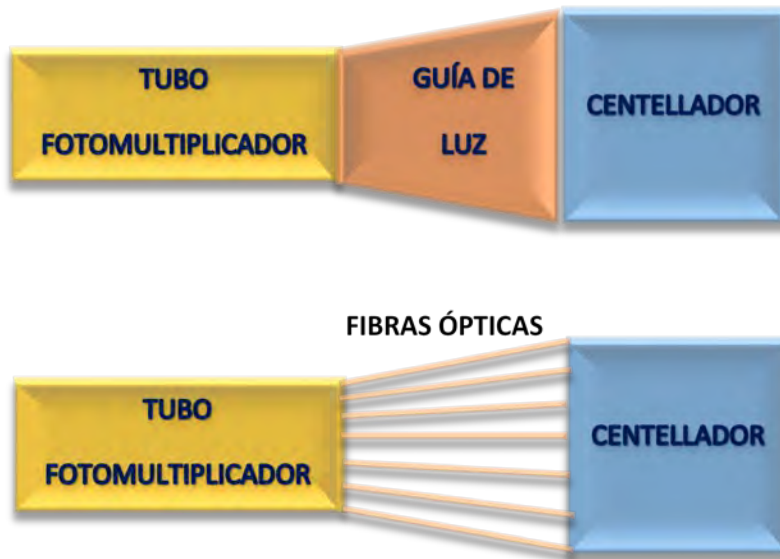 TUBO
FOTOMULTIPLICADOR
GUÍA DE
LUZ
CENTELLADOR
FIBRAS ÓPTICAS
TUBO
FOTOMULTIPLICADOR
CENTELLADOR